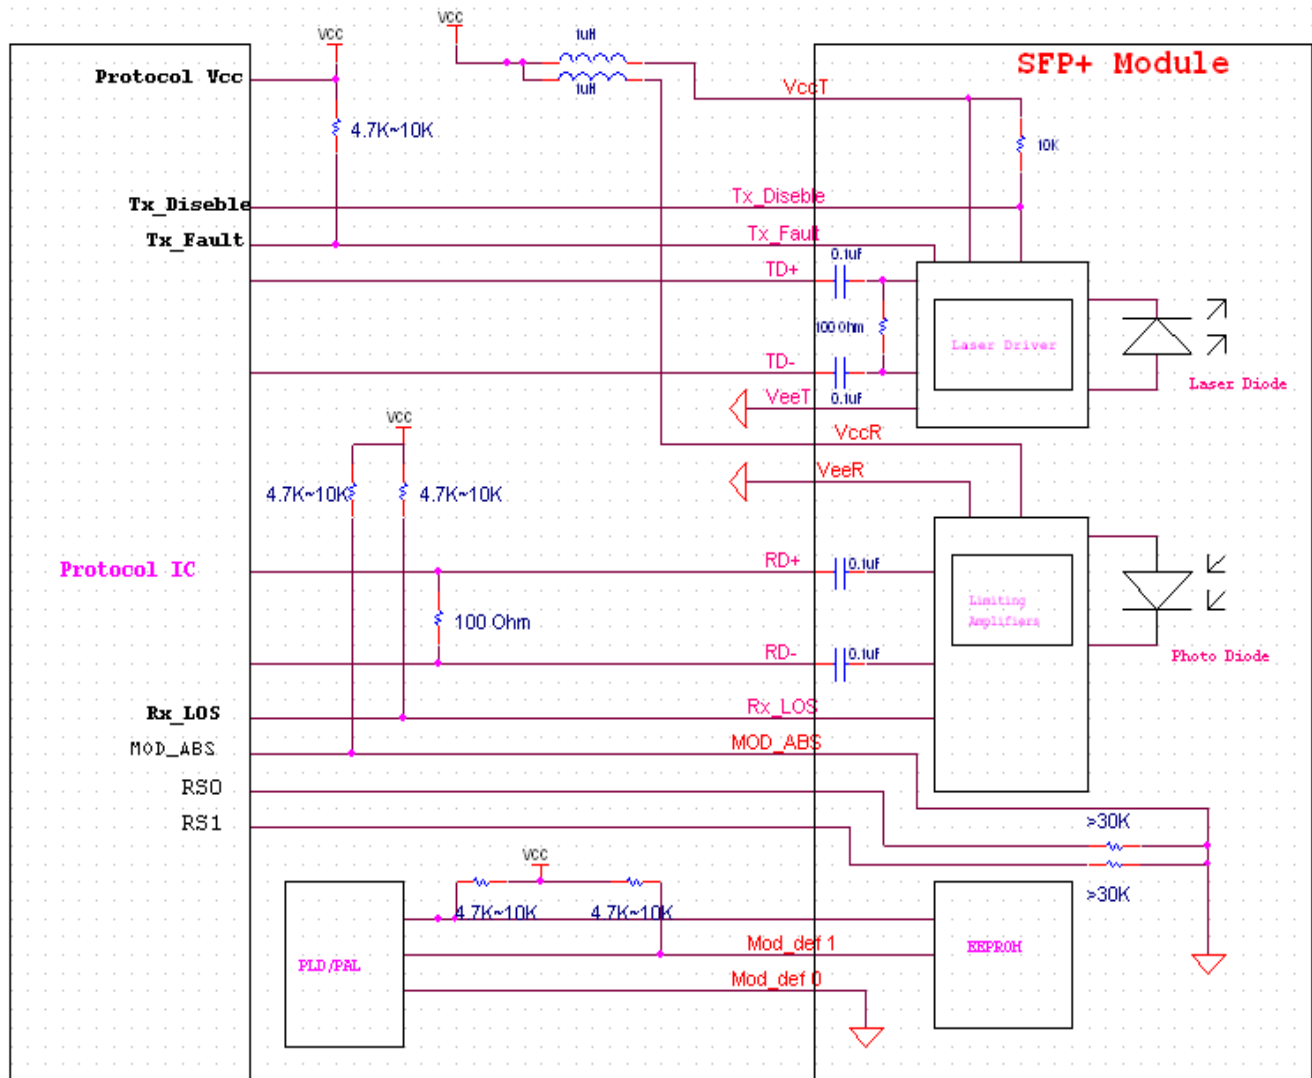 VCC
VCC
1uH
1uH
SFP+ Module
Protocol Vcc
VccT
4.7K~10K
10K
Tx_Diseble
Tx_Diseble
Tx_Fault
Tx_Fault
0.1uF
TD+
100 Ohm
Laser Driver
TD-
Laser Diode
VeeT
0.1uF
VCC
VccR
VeeR
4.7K~10K
4.7K~10K
Protocol IC
RD+
0.1uF
Limiting
Amplifiers
100 Ohm
RD-
0.1uF
Photo Diode
Rx_LOS
Rx_LOS
MOD_ABS
MOD_ABS
RS0
RS1
>30K
VCC
>30K
4.7K~10K
4.7K~10K
Mod_def 1
EEPROM
PLD/PAL
Mod_def 0